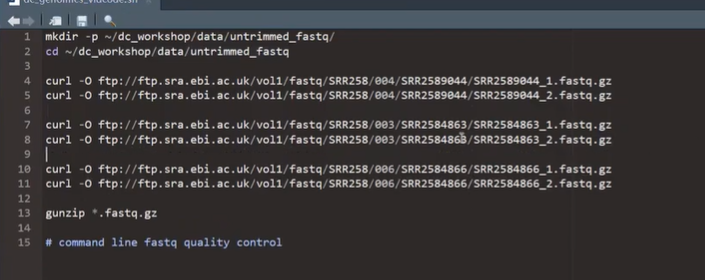 dc_genomics_vidcode.sh
1 mkdir -p ~/dc_workshop/data/untrimmed_fastq/
2 cd ~/dc_workshop/data/untrimmed_fastq
3
4 curl -O ftp://ftp.sra.ebi.ac.uk/vol1/fastq/SRR258/004/SRR2589044/SRR2589044_1.fastq.gz
5 curl -O ftp://ftp.sra.ebi.ac.uk/vol1/fastq/SRR258/004/SRR2589044/SRR2589044_2.fastq.gz
6
7 curl -O ftp://ftp.sra.ebi.ac.uk/vol1/fastq/SRR258/003/SRR2584863/SRR2584863_1.fastq.gz
8 curl -O ftp://ftp.sra.ebi.ac.uk/vol1/fastq/SRR258/003/SRR2584863/SRR2584863_2.fastq.gz
9
10 curl -O ftp://ftp.sra.ebi.ac.uk/vol1/fastq/SRR258/006/SRR2584866/SRR2584866_1.fastq.gz
11 curl -O ftp://ftp.sra.ebi.ac.uk/vol1/fastq/SRR258/006/SRR2584866/SRR2584866_2.fastq.gz
12
13 gunzip *.fastq.gz
14
15 # command line fastq quality control